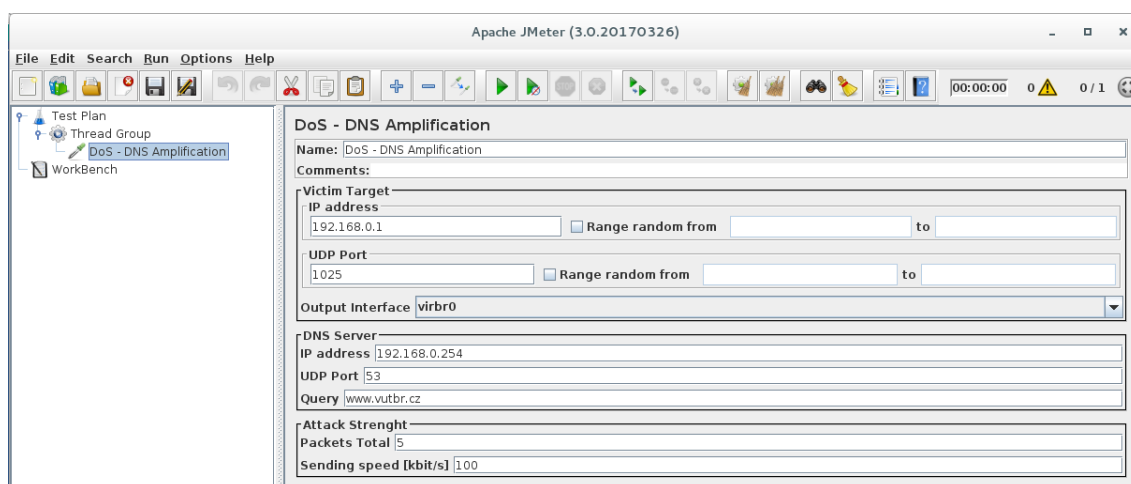 Apache JMeter (3.0.20170326)
File Edit Search Run Options Help
00:00:00 0 0 / 1
Test Plan
Thread Group
DoS - DNS Amplification
WorkBench
DoS - DNS Amplification
Name: DoS - DNS Amplification
Comments:
Victim Target
IP address
192.168.0.1 Range random from to
UDP Port
1025 Range random from to
Output Interface virbr0
DNS Server
IP address 192.168.0.254
UDP Port 53
Query www.vutbr.cz
Attack Strenght
Packets Total 5
Sending speed [kbit/s] 100